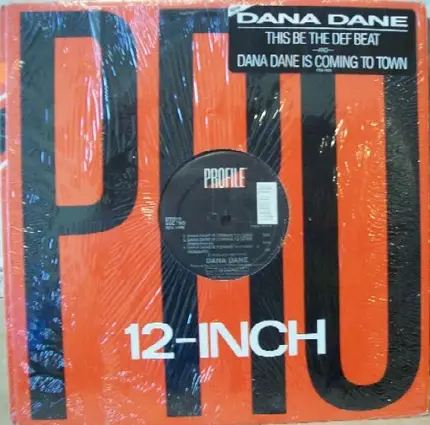 DANA DANE
THIS BE THE DEF BEAT
AND
DANA DANE IS COMING TO TOWN
PRO
PROFILE
DANA DANE
12-INCH